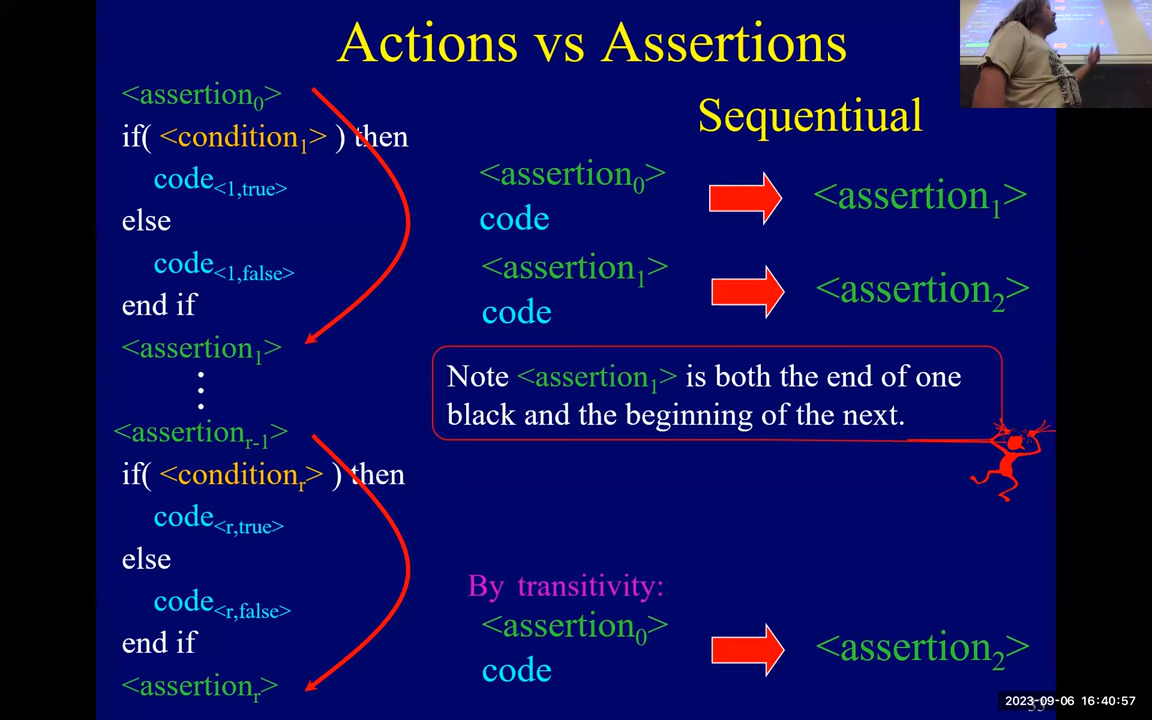 Actions vs Assertions
<assertion0>
if( <condition1> ) then
code<1,true>
else
code<1,false>
end if
<assertion1>
⋮
<assertionr-1>
if( <conditionr> ) then
code<r,true>
else
code<r,false>
end if
<assertionr>
Sequentiual
<assertion0>
code
<assertion1>
<assertion1>
code
<assertion2>
Note <assertion1> is both the end of one
black and the beginning of the next.
By transitivity:
<assertion0>
code
<assertion2>
2023-09-06 16:40:57